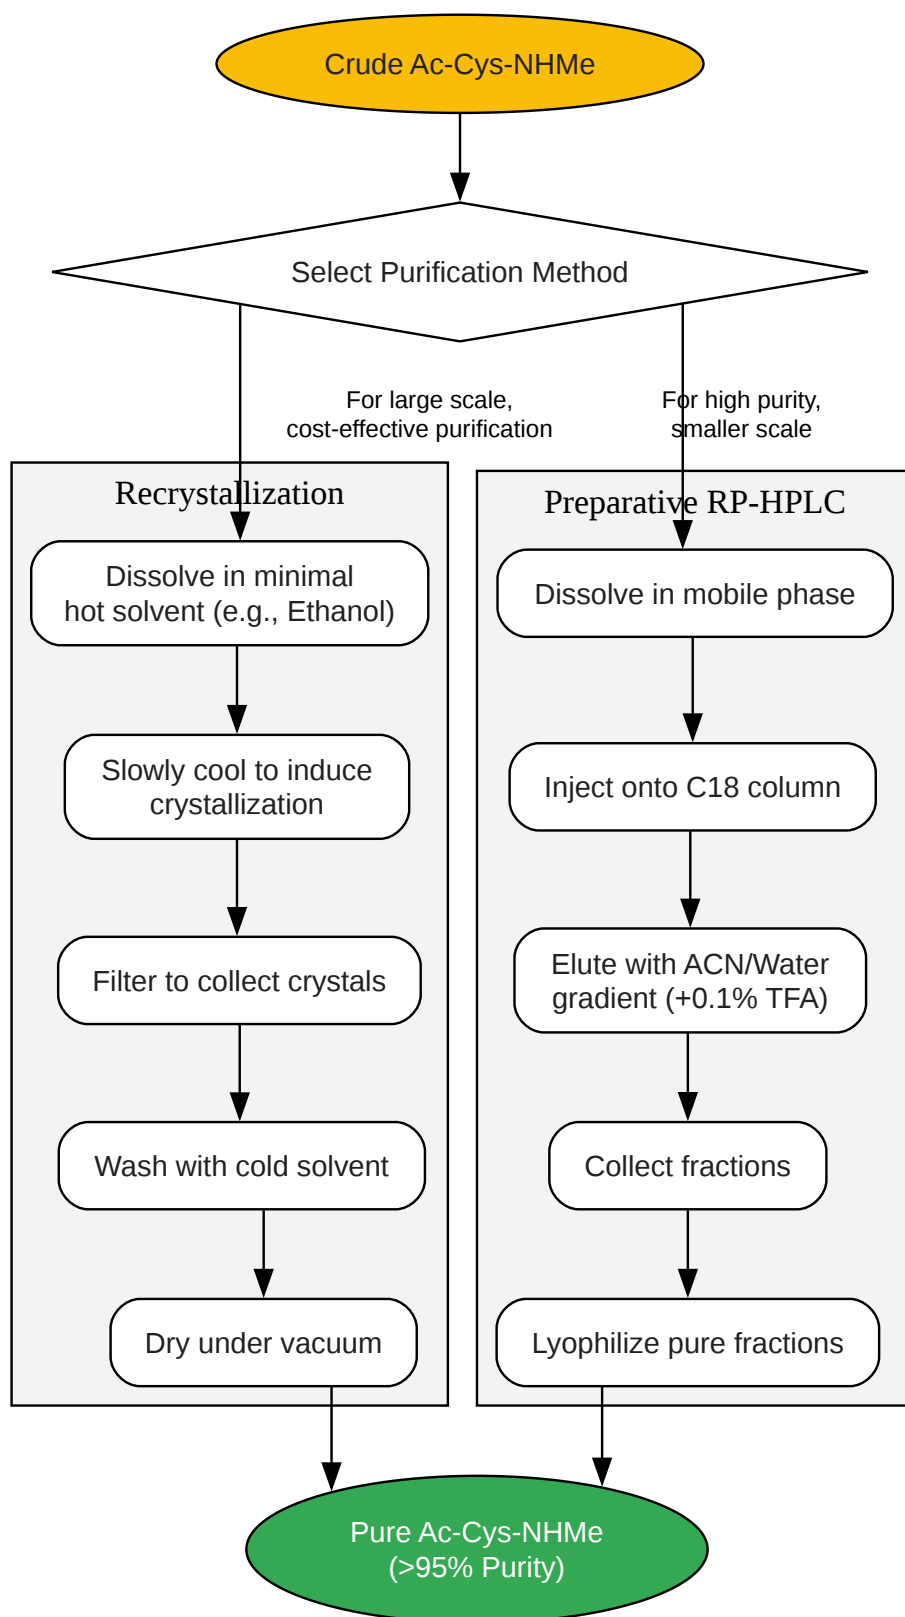 Crude Ac-Cys-NHMe
Select Purification Method
For large scale,
cost-effective purification
For high purity,
smaller scale
Recrystallization
Dissolve in minimal
hot solvent (e.g., Ethanol)
Slowly cool to induce
crystallization
Filter to collect crystals
Wash with cold solvent
Dry under vacuum
Preparative RP-HPLC
Dissolve in mobile phase
Inject onto C18 column
Elute with ACN/Water
gradient (+0.1% TFA)
Collect fractions
Lyophilize pure fractions
Pure Ac-Cys-NHMe
(>95% Purity)